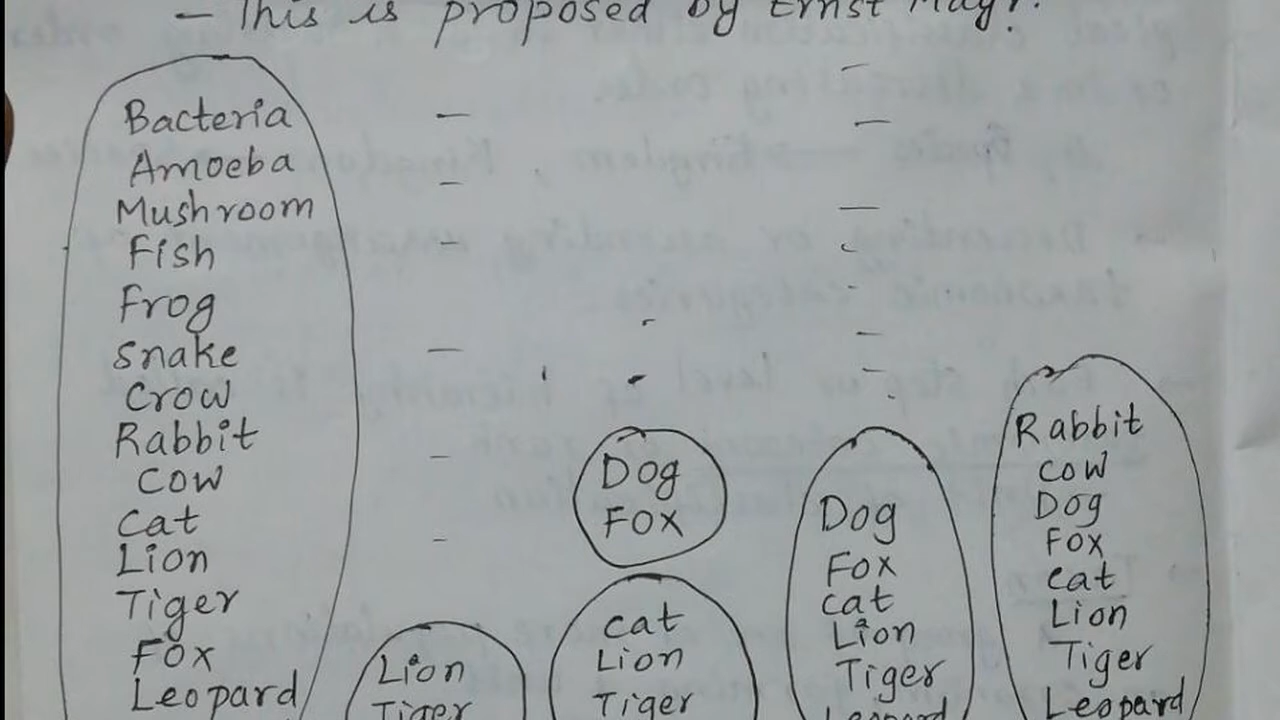 - This is proposed by Ernst Mayr.
Bacteria
Amoeba
Mushroom
Fish
Frog
Snake
Crow
Rabbit
Cow
Cat
Lion
Tiger
Fox
Leopard
Lion
Tiger
Dog
Fox
Cat
Lion
Tiger
Dog
Fox
Cat
Lion
Tiger
Leopard
Rabbit
Cow
Dog
Fox
Cat
Lion
Tiger
Leopard